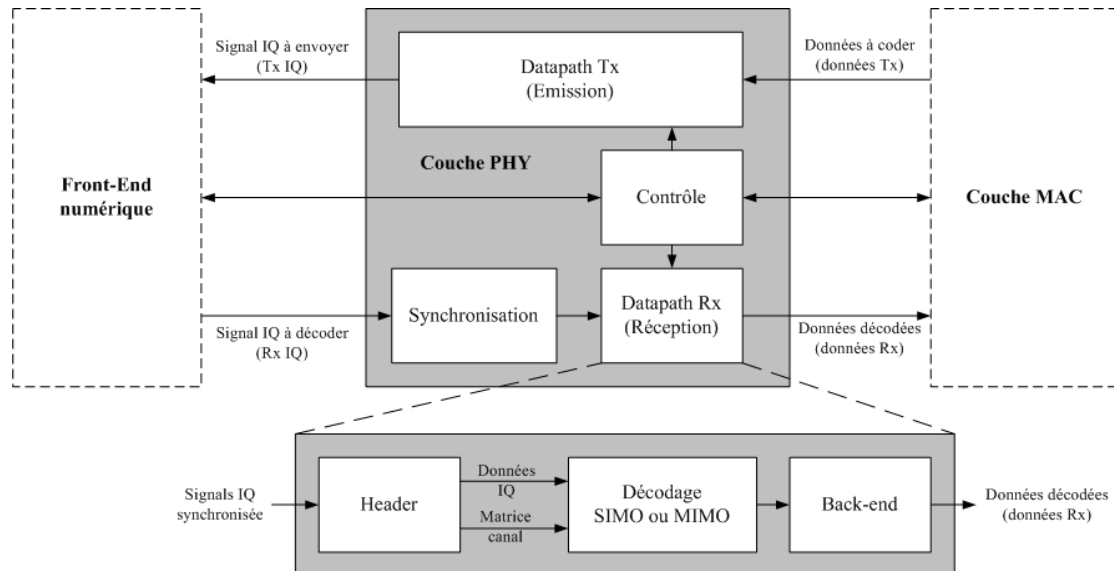 Signal IQ à envoyer
(Tx IQ)
Datapath Tx
(Emission)
Données à coder
(données Tx)
Front-End
numérique
Couche PHY
Contrôle
Couche MAC
Synchronisation
Datapath Rx
(Réception)
Signal IQ à décoder
(Rx IQ)
Données décodées
(données Rx)
Signals IQ
synchronisée
Header
Données
IQ
Matrice
canal
Décodage
SIMO ou MIMO
Back-end
Données décodées
(données Rx)